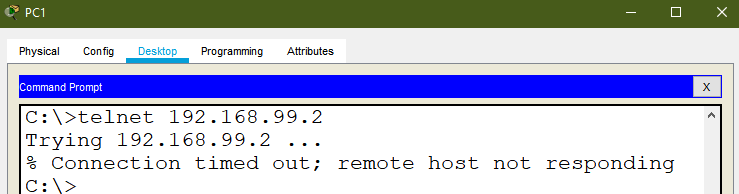 PC1
Physical Config Desktop Programming Attributes
Command Prompt X
C:\>telnet 192.168.99.2
Trying 192.168.99.2 ...
% Connection timed out; remote host not responding
C:\>